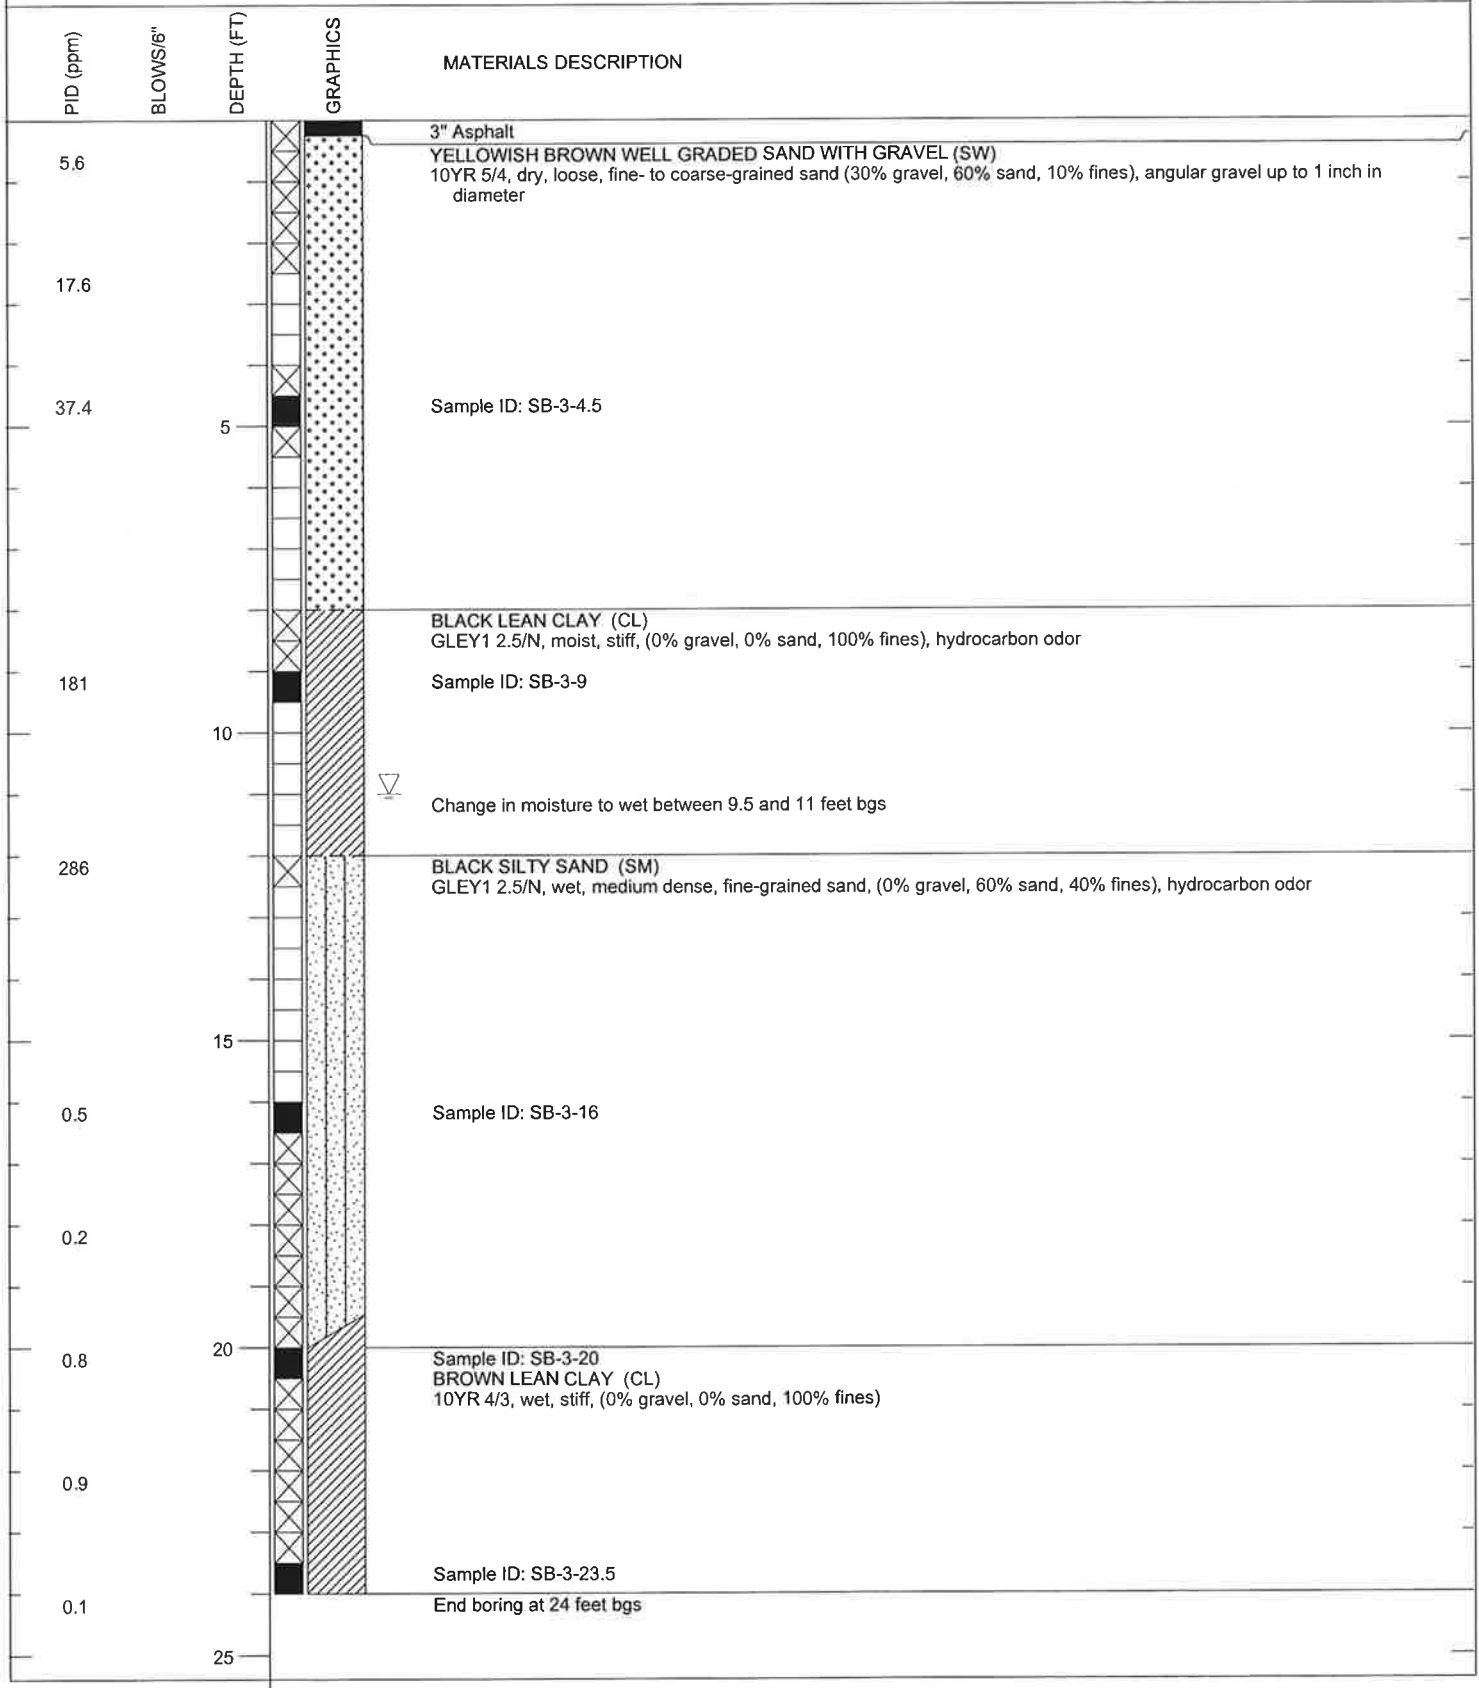 PID (ppm)
BLOWS/6"
DEPTH (FT)
GRAPHICS
MATERIALS DESCRIPTION
3" Asphalt
YELLOWISH BROWN WELL GRADED SAND WITH GRAVEL (SW)
5.6
10YR 5/4, dry, loose, fine- to coarse-grained sand (30% gravel, 60% sand, 10% fines), angular gravel up to 1 inch in
diameter
17.6
37.4
Sample ID: SB-3-4.5
5
BLACK LEAN CLAY (CL)
GLEY1 2.5/N, moist, stiff, (0% gravel, 0% sand, 100% fines), hydrocarbon odor
181
Sample ID: SB-3-9
10
Change in moisture to wet between 9.5 and 11 feet bgs
286
BLACK SILTY SAND (SM)
GLEY1 2.5/N, wet, medium dense, fine-grained sand, (0% gravel, 60% sand, 40% fines), hydrocarbon odor
15
0.5
Sample ID: SB-3-16
0.2
20
0.8
Sample ID: SB-3-20
BROWN LEAN CLAY (CL)
10YR 4/3, wet, stiff, (0% gravel, 0% sand, 100% fines)
0.9
Sample ID: SB-3-23.5
0.1
End boring at 24 feet bgs
25